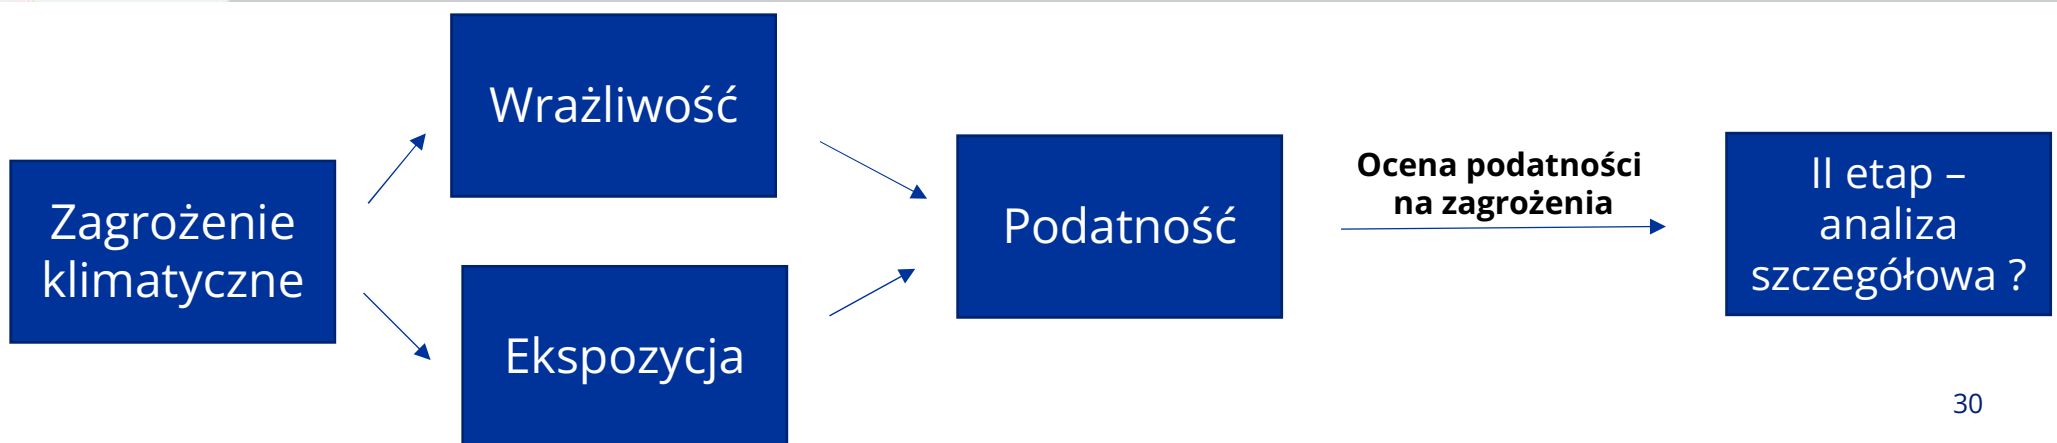 Zagrożenie
klimatyczne
Wrażliwość
Ekspozycja
Podatność
Ocena podatności
na zagrożenia
II etap –
analiza
szczegółowa ?
30